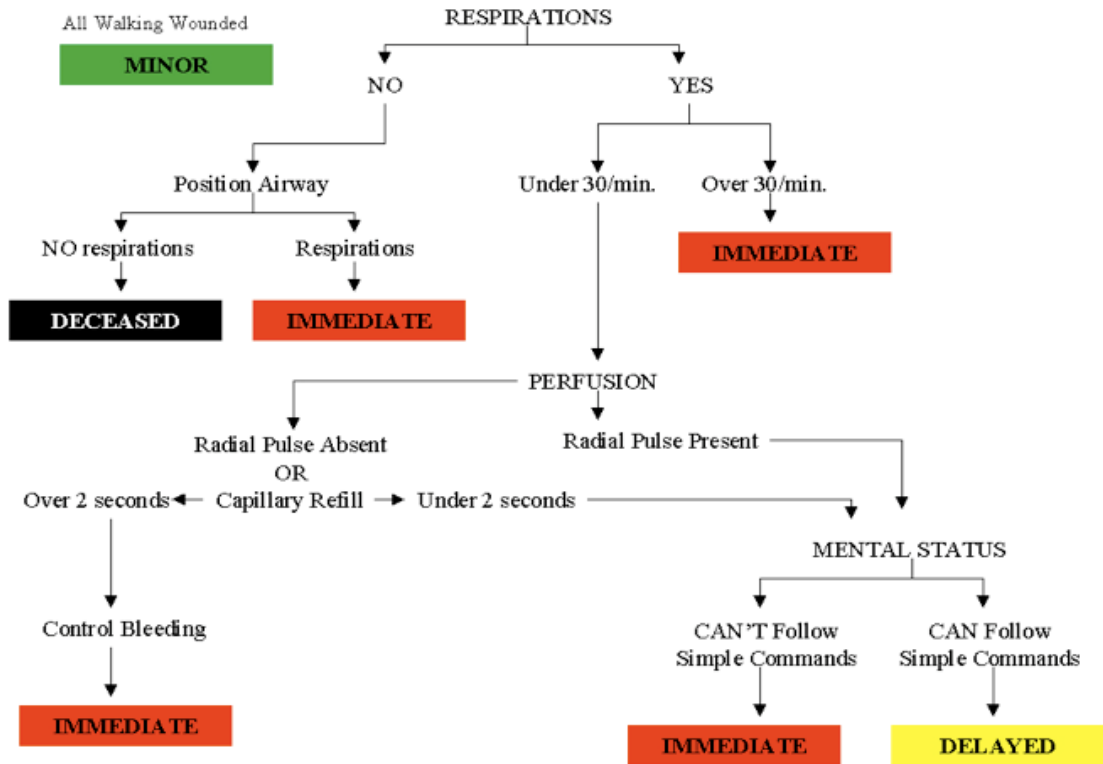 All Walking Wounded
MINOR
RESPIRATIONS
NO
YES
Position Airway
Under 30/min.
Over 30/min.
NO respirations
Respirations
IMMEDIATE
DECEASED
IMMEDIATE
PERFUSION
Radial Pulse Absent
OR
Radial Pulse Present
Over 2 seconds
Capillary Refill
Under 2 seconds
MENTAL STATUS
Control Bleeding
CAN'T Follow
Simple Commands
CAN Follow
Simple Commands
IMMEDIATE
IMMEDIATE
DELAYED